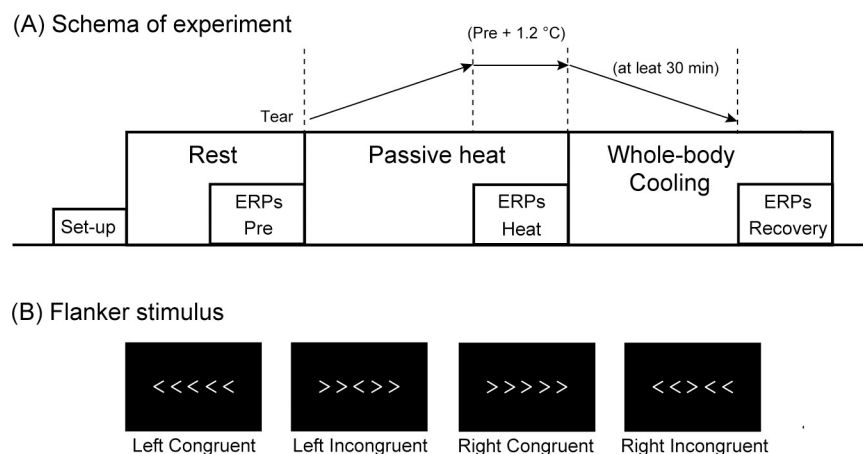 (A) Schema of experiment
(Pre + 1.2 °C)
(at leat 30 min)
Tear
Rest
Passive heat
Whole-body
Cooling
Set-up
ERPs
Pre
ERPs
Heat
ERPs
Recovery
(B) Flanker stimulus
< < < < <
> > < > >
> > > > >
< < > < <
Left Congruent
Left Incongruent
Right Congruent
Right Incongruent